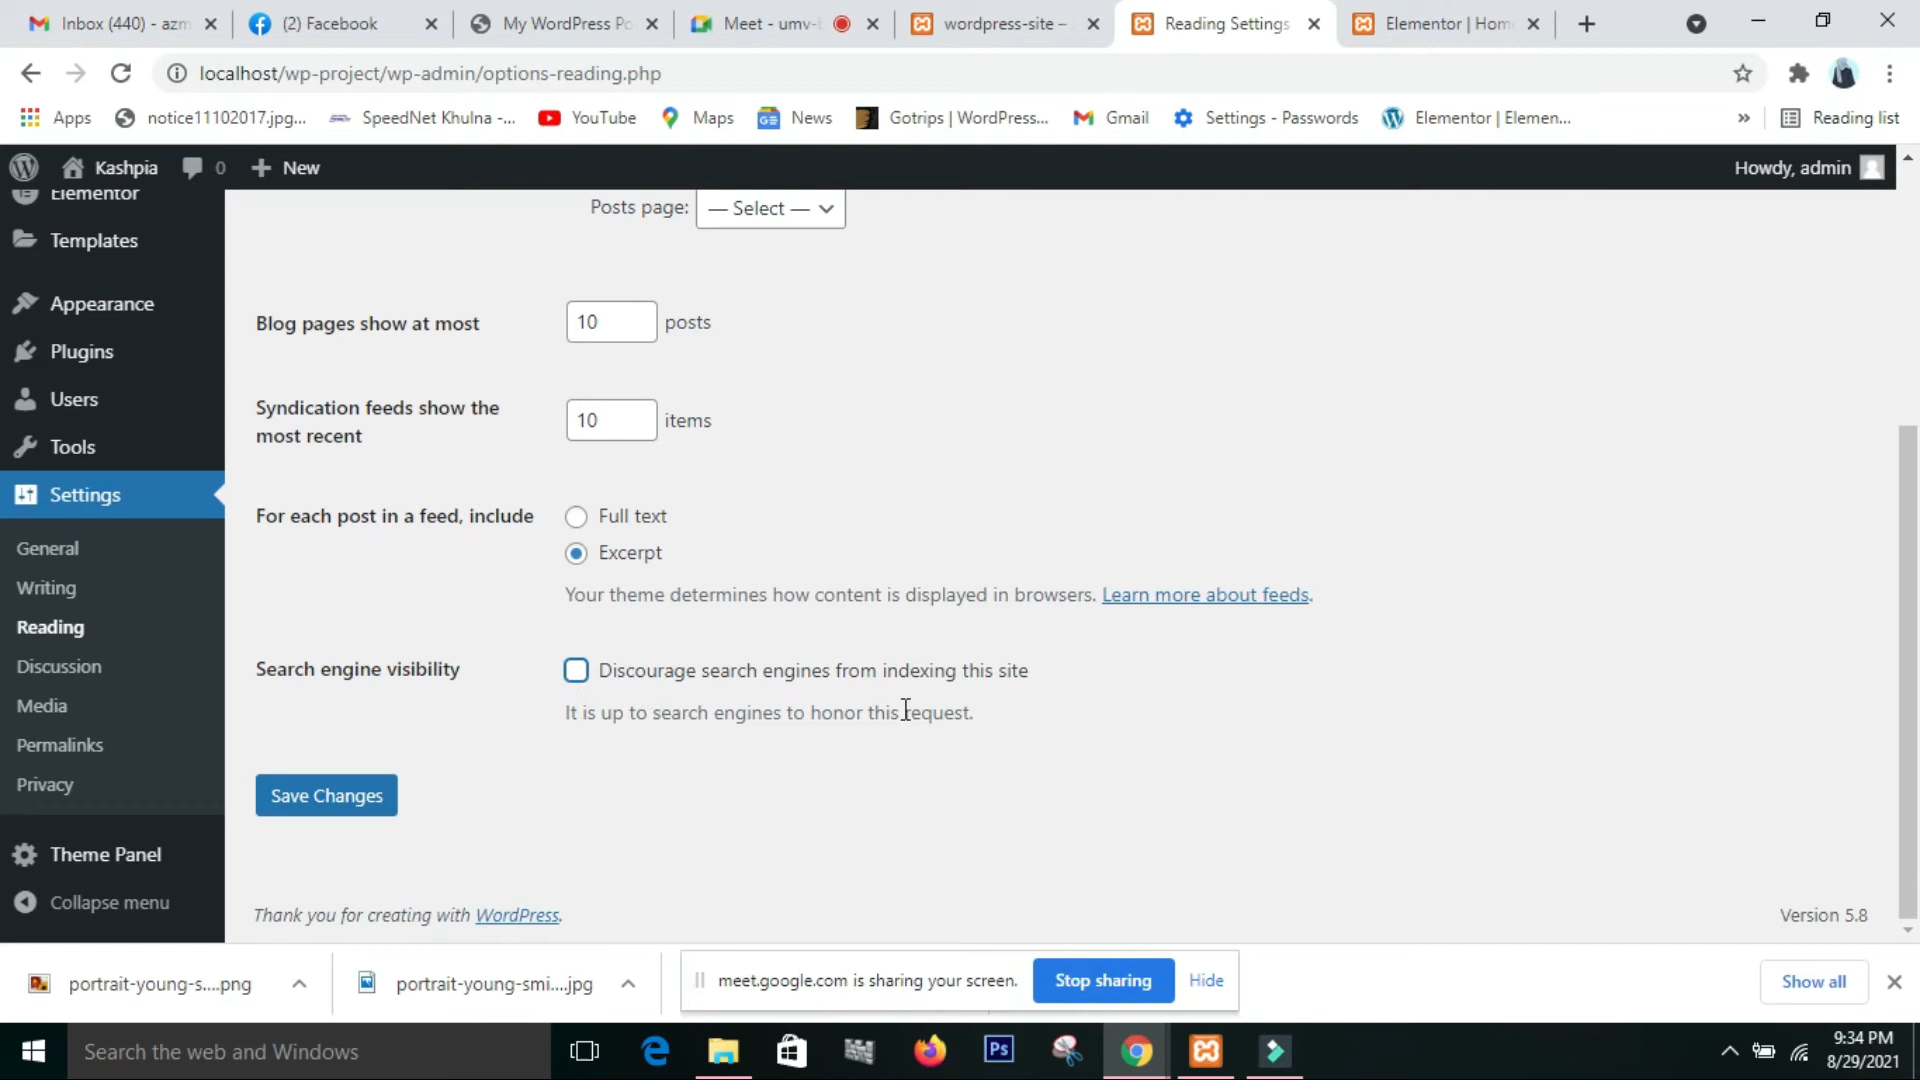 Inbox (440) - azm
(2) Facebook
My WordPress Po
Meet - umv-
wordpress-site –
Reading Settings
Elementor | Hom
localhost/wp-project/wp-admin/options-reading.php
Apps
notice11102017.jpg...
SpeedNet Khulna -...
YouTube
Maps
News
Gotrips | WordPress...
Gmail
Settings - Passwords
Elementor | Elemen...
»
Reading list
Kashpia
0
New
Howdy, admin
Elementor
Templates
Appearance
Plugins
Users
Tools
Settings
General
Writing
Reading
Discussion
Media
Permalinks
Privacy
Theme Panel
Collapse menu
Posts page: — Select —
Blog pages show at most 10 posts
Syndication feeds show the
most recent
10 items
For each post in a feed, include
Full text
Excerpt
Your theme determines how content is displayed in browsers. Learn more about feeds.
Search engine visibility
Discourage search engines from indexing this site
It is up to search engines to honor this request.
Save Changes
Thank you for creating with WordPress.
Version 5.8
portrait-young-s....png
portrait-young-smi....jpg
meet.google.com is sharing your screen.
Stop sharing
Hide
Show all
Search the web and Windows
Ps
9:34 PM
8/29/2021